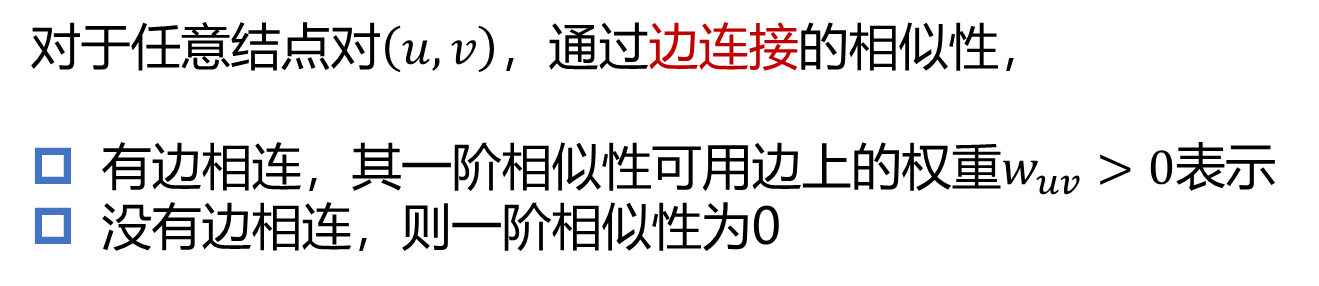 对于任意结点对(u, v)，通过边连接的相似性，
有边相连，其一阶相似性可用边上的权重w_{uv} > 0表示
没有边相连，则一阶相似性为0